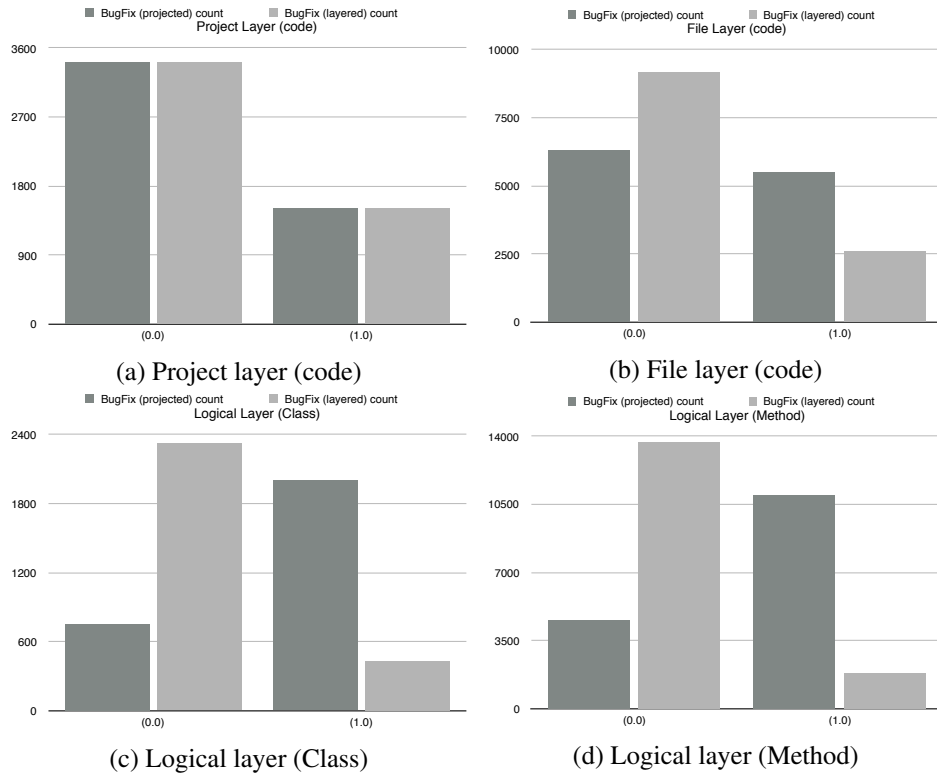 BugFix (projected) count BugFix (layered) count
Project Layer (code)
3600
2700
1800
900
0
(0.0) (1.0)
(a) Project layer (code)
BugFix (projected) count BugFix (layered) count
File Layer (code)
10000
7500
5000
2500
0
(0.0) (1.0)
(b) File layer (code)
BugFix (projected) count BugFix (layered) count
Logical Layer (Class)
2400
1800
1200
600
0
(0.0) (1.0)
(c) Logical layer (Class)
BugFix (projected) count BugFix (layered) count
Logical Layer (Method)
14000
10500
7000
3500
0
(0.0) (1.0)
(d) Logical layer (Method)